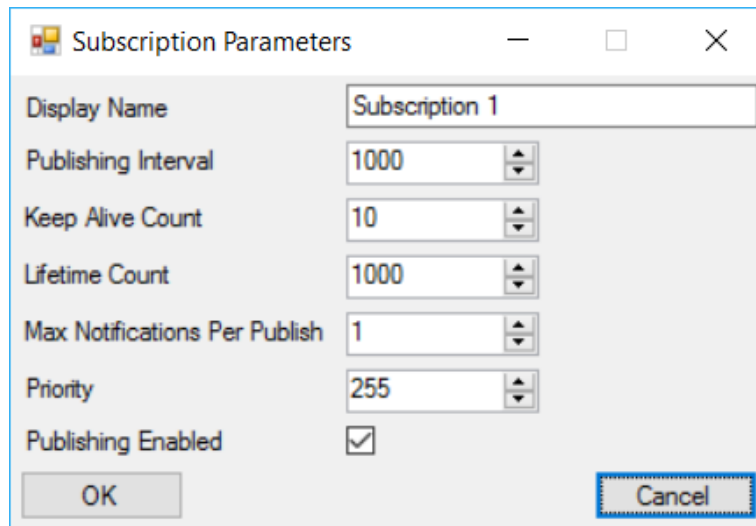 Subscription Parameters
Display Name Subscription 1
Publishing Interval 1000
Keep Alive Count 10
Lifetime Count 1000
Max Notifications Per Publish 1
Priority 255
Publishing Enabled
OK Cancel